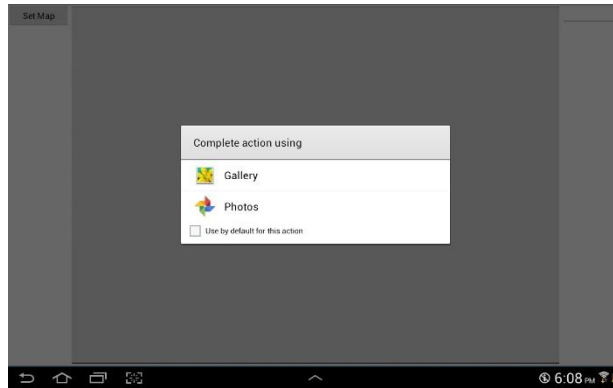 Set Map
Complete action using
Gallery
Photos
Use by default for this action
6:08 PM